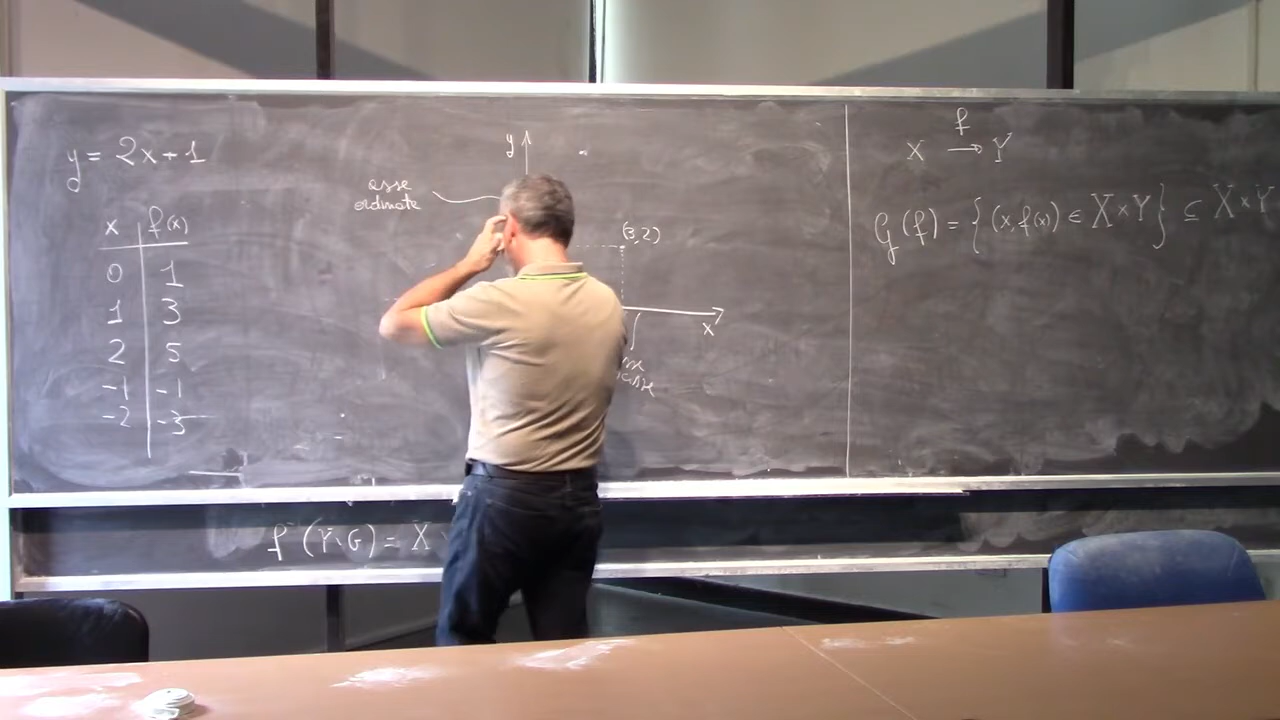 y = 2x+1
x f(x)
0 1
1 3
2 5
-1 -1
-2 -3
y
asse
ordinate
(3,2)
x
X f→ Y
G(f) = {(x,f(x)) ∈ X×Y} ⊆ X×Y
= X